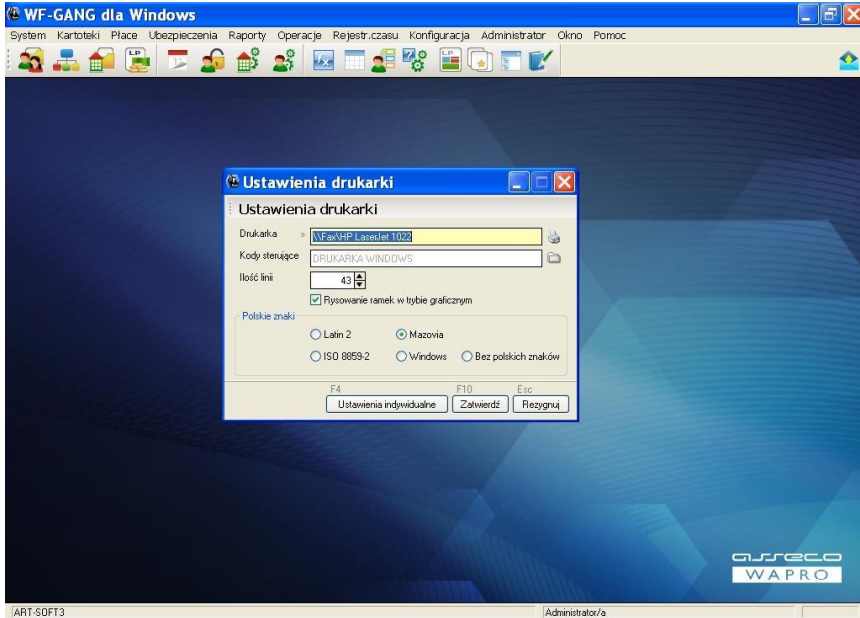 WF-GANG dla Windows
System Kartoteki Płace Ubezpieczenia Raporty Operacje Rejestr.czasu Konfiguracja Administrator Okno Pomoc
LP
LP
Ustawienia drukarki
Ustawienia drukarki
Drukarka » \\Fax\HP LaserJet 1022
Kody sterujące DRUKARKA WINDOWS
Ilość linii 43
Rysowanie ramek w trybie graficznym
Polskie znaki
Latin 2 Mazovia
ISO 8859-2 Windows Bez polskich znaków
F4 F10 Esc
Ustawienia indywidualne Zatwierdź Rezygnuj
asseco
WAPRO
ART-SOFT3 Administrator/a